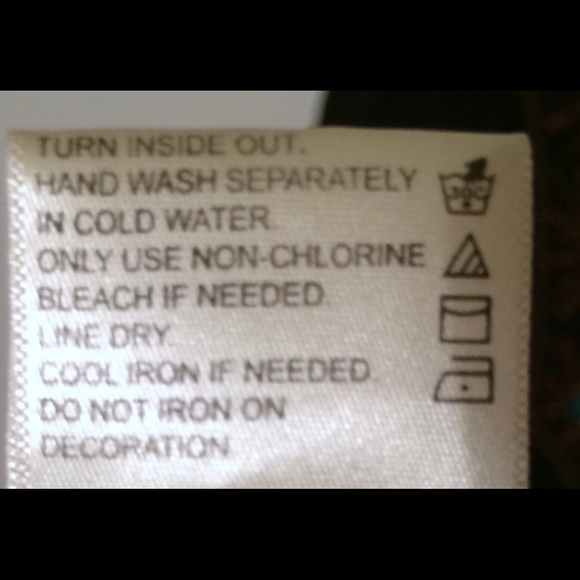 TURN INSIDE OUT.
HAND WASH SEPARATELY
IN COLD WATER.
ONLY USE NON-CHLORINE
BLEACH IF NEEDED.
LINE DRY.
COOL IRON IF NEEDED.
DO NOT IRON ON
DECORATION
30C